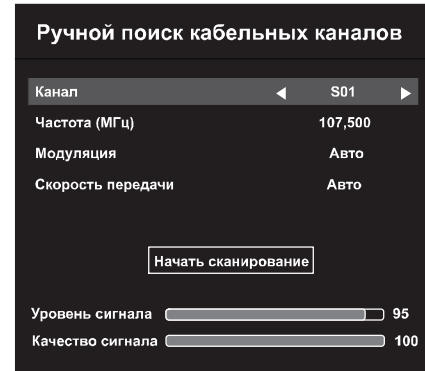 Ручной поиск кабельных каналов
Канал S01
Частота (МГц) 107,500
Модуляция Авто
Скорость передачи Авто
Начать сканирование
Уровень сигнала 95
Качество сигнала 100